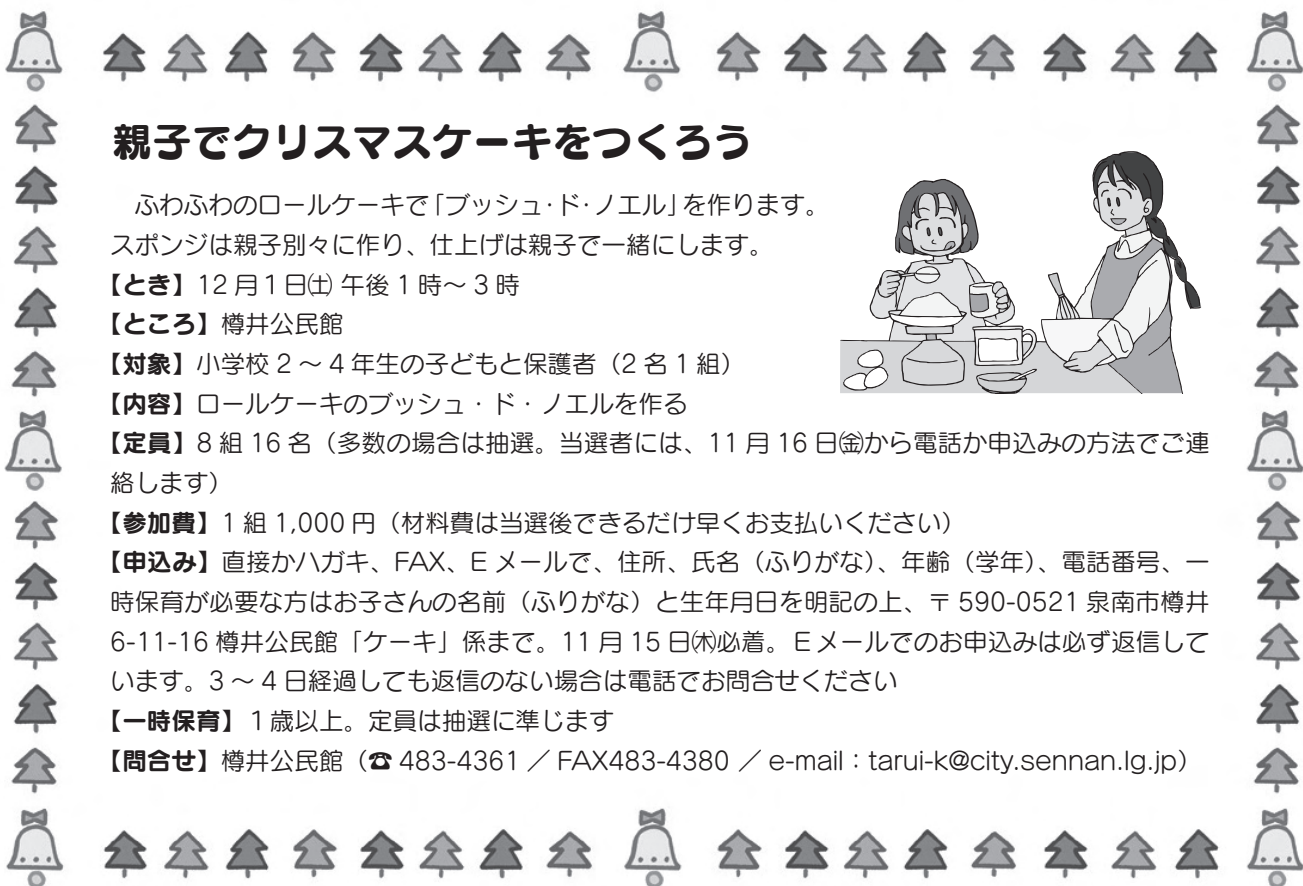 親子でクリスマスケーキをつくろう
ふわふわのロールケーキで「ブッシュ・ド・ノエル」を作ります。
スポンジは親子別々に作り、仕上げは親子で一緒にします。
【とき】12月1日㈯ 午後1時～3時
【ところ】樽井公民館
【対象】小学校2～4年生の子どもと保護者（2名1組）
【内容】ロールケーキのブッシュ・ド・ノエルを作る
【定員】8組16名（多数の場合は抽選。当選者には、11月16日㈮から電話か申込みの方法でご連
絡します）
【参加費】1組1,000円（材料費は当選後できるだけ早くお支払いください）
【申込み】直接かハガキ、FAX、Eメールで、住所、氏名（ふりがな）、年齢（学年）、電話番号、一
時保育が必要な方はお子さんの名前（ふりがな）と生年月日を明記の上、〒590-0521泉南市樽井
6-11-16樽井公民館「ケーキ」係まで。11月15日㈭必着。Eメールでのお申込みは必ず返信して
います。3～4日経過しても返信のない場合は電話でお問合せください
【一時保育】1歳以上。定員は抽選に準じます
【問合せ】樽井公民館（☎483-4361／FAX483-4380／e-mail：tarui-k@city.sennan.lg.jp）